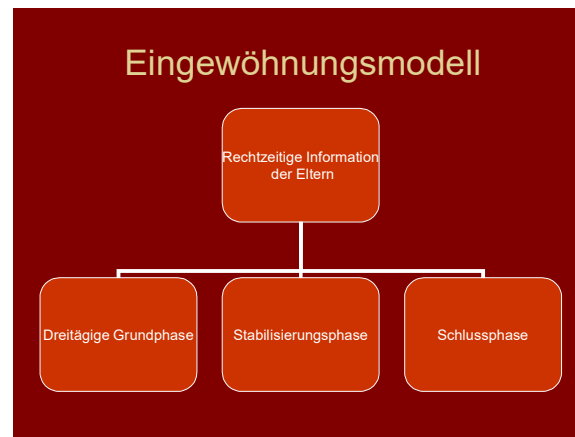 Eingewöhnungsmodell
Rechtzeitige Information
der Eltern
Dreitägige Grundphase
Stabilisierungsphase
Schlussphase